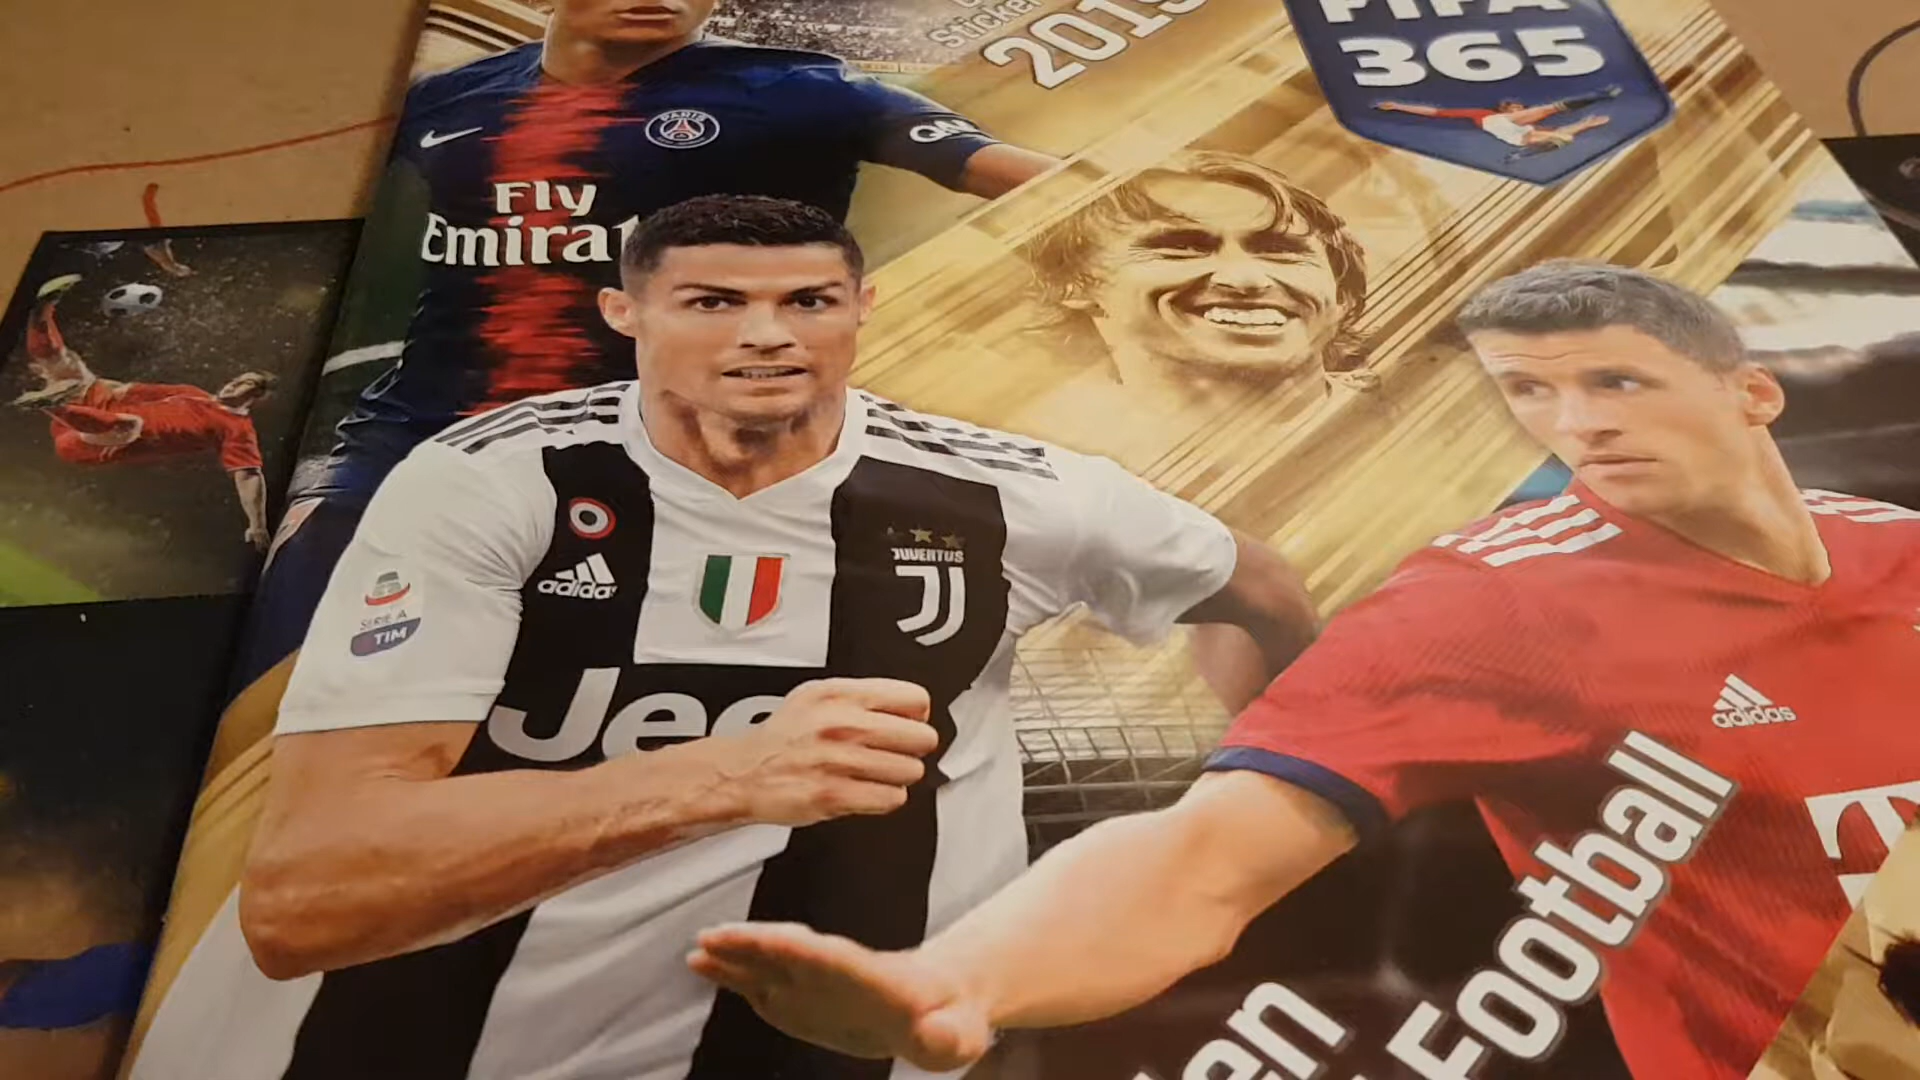 Sticker
2019
FIFA
365
PARIS
Fly
Emirat
JUVENTUS
adidas
SERIE A
TIM
Jee
adidas
T
en
Football